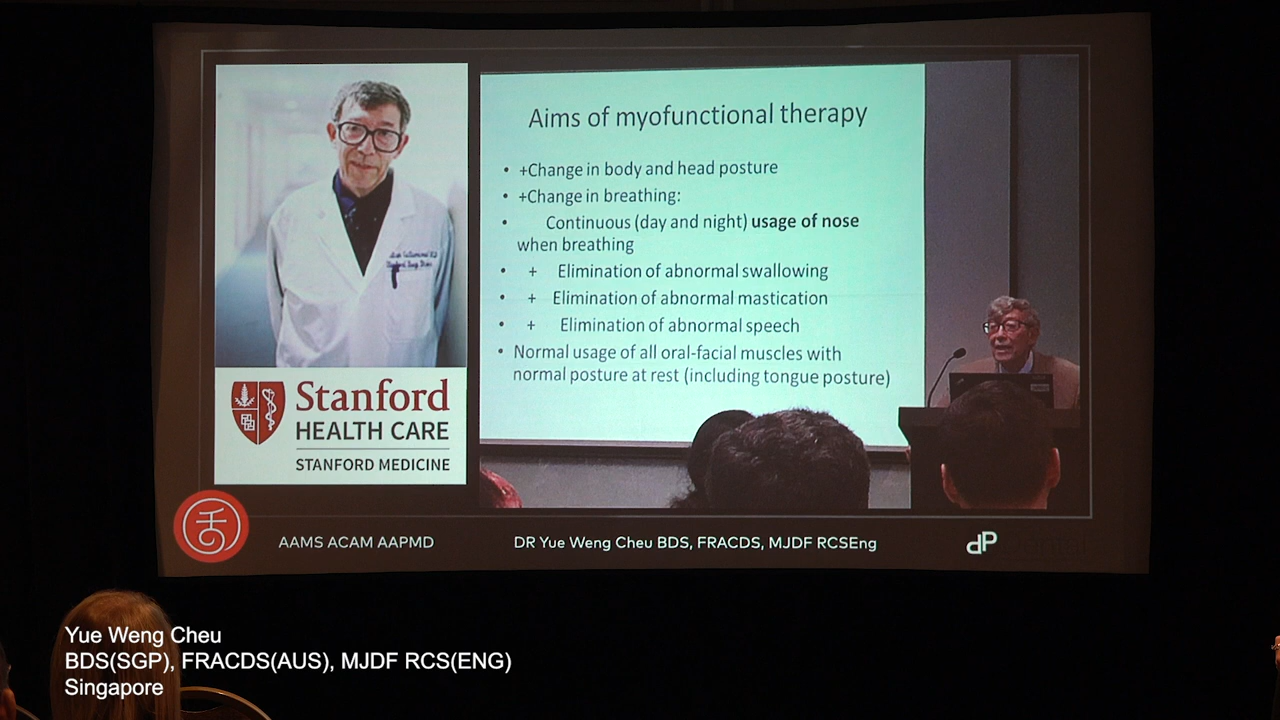 Aims of myofunctional therapy
• +Change in body and head posture
• +Change in breathing:
• Continuous (day and night) usage of nose
when breathing
• + Elimination of abnormal swallowing
• + Elimination of abnormal mastication
• + Elimination of abnormal speech
• Normal usage of all oral-facial muscles with
normal posture at rest (including tongue posture)
Stanford
HEALTH CARE
STANFORD MEDICINE
舌
AAMS ACAM AAPMD
DR Yue Weng Cheu BDS, FRACDS, MJDF RCSEng
dP
Yue Weng Cheu
BDS(SGP), FRACDS(AUS), MJDF RCS(ENG)
Singapore